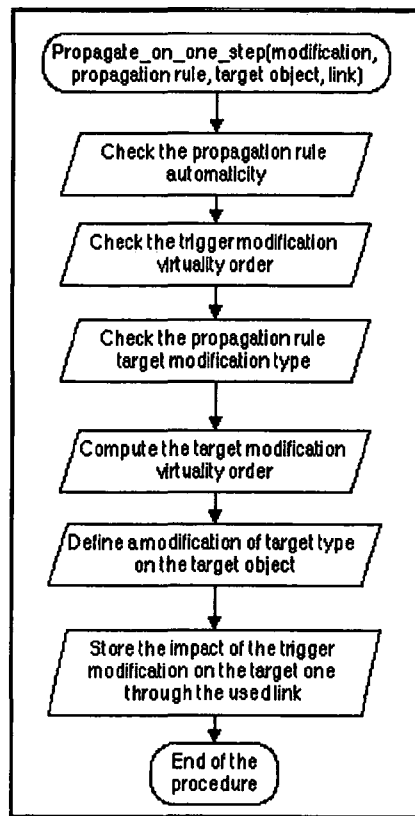 Propagate_on_one_step(modification,
propagation rule, target object, link)
Check the propagation rule
automaticity
Check the trigger modification
virtuality order
Check the propagation rule
target modification type
Compute the target modification
virtuality order
Define a modification of target type
on the target object
Store the impact of the trigger
modification on the target one
through the used link
End of the
procedure